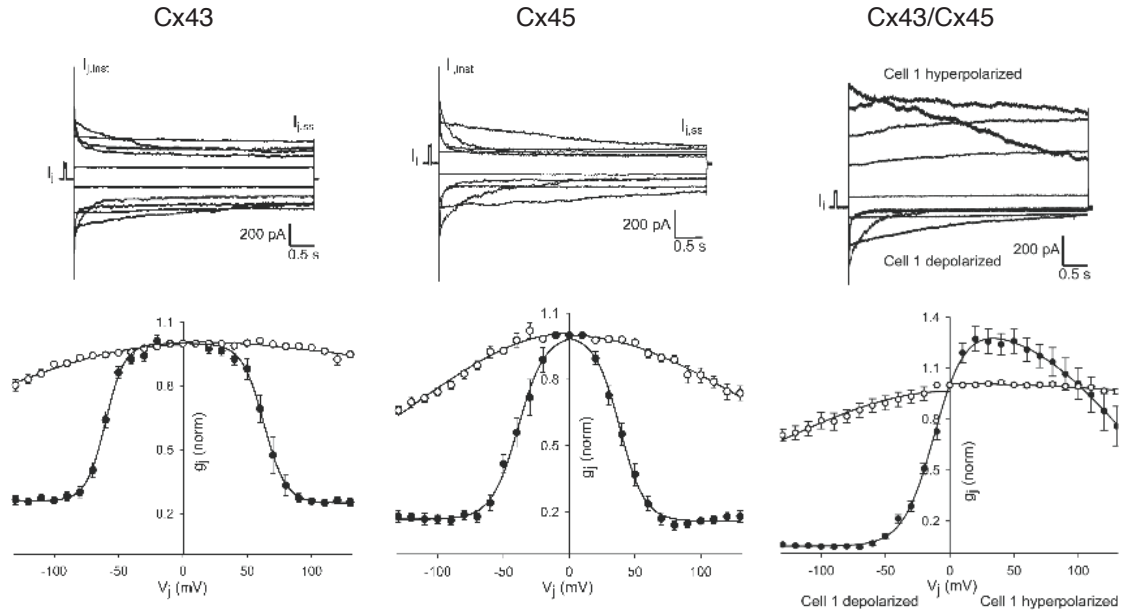 Cx43
Cx45
Cx43/Cx45
Ij,inst
Ij,ss
Ij
200 pA
0.5 s
I ,inst
Ij,ss
Ij
200 pA
0.5 s
Cell 1 hyperpolarized
Ij
Cell 1 depolarized
200 pA
0.5 s
1.1
0.8
0.5
0.2
gj (norm)
-100 -50 0 50 100
Vj (mV)
1.1
0.8
0.5
0.2
gj (norm)
-100 -50 0 50 100
Vj (mV)
1.4
1.1
0.8
0.5
0.2
gj (norm)
-100 -50 0 50 100
Vj (mV)
Cell 1 depolarized Cell 1 hyperpolarized